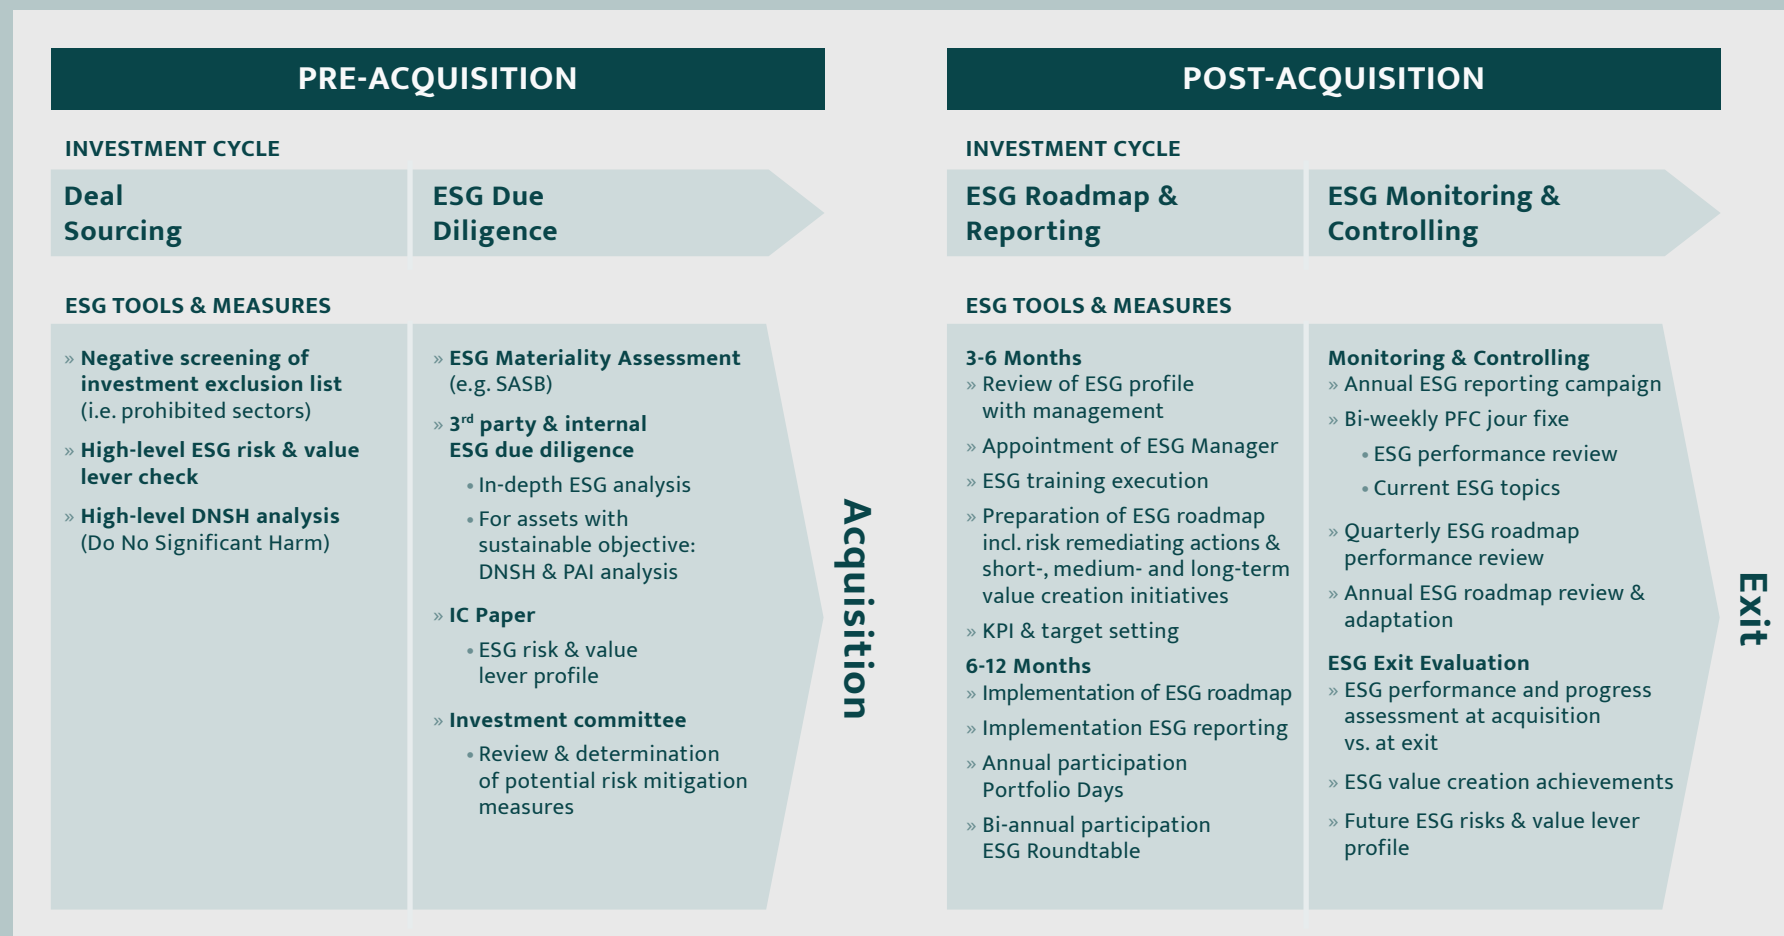 PRE-ACQUISITION
INVESTMENT CYCLE
Deal
Sourcing
ESG Due
Diligence
ESG TOOLS & MEASURES
» Negative screening of
investment exclusion list
(i.e. prohibited sectors)
» High-level ESG risk & value
lever check
» High-level DNSH analysis
(Do No Significant Harm)
» ESG Materiality Assessment
(e.g. SASB)
» 3rd party & internal
ESG due diligence
• In-depth ESG analysis
• For assets with
sustainable objective:
DNSH & PAI analysis
» IC Paper
• ESG risk & value
lever profile
» Investment committee
• Review & determination
of potential risk mitigation
measures
Acquisition
POST-ACQUISITION
INVESTMENT CYCLE
ESG Roadmap &
Reporting
ESG Monitoring &
Controlling
ESG TOOLS & MEASURES
3-6 Months
» Review of ESG profile
with management
» Appointment of ESG Manager
» ESG training execution
» Preparation of ESG roadmap
incl. risk remediating actions &
short-, medium- and long-term
value creation initiatives
» KPI & target setting
6-12 Months
» Implementation of ESG roadmap
» Implementation ESG reporting
» Annual participation
Portfolio Days
» Bi-annual participation
ESG Roundtable
Monitoring & Controlling
» Annual ESG reporting campaign
» Bi-weekly PFC jour fixe
• ESG performance review
• Current ESG topics
» Quarterly ESG roadmap
performance review
» Annual ESG roadmap review &
adaptation
ESG Exit Evaluation
» ESG performance and progress
assessment at acquisition
vs. at exit
» ESG value creation achievements
» Future ESG risks & value lever
profile
Exit